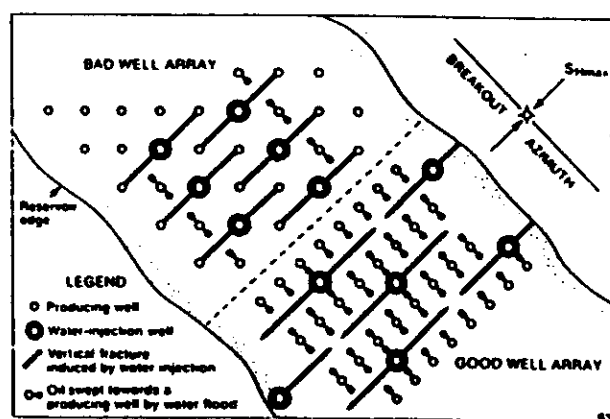 BAD WELL ARRAY
BREAKOUT
AZIMUTH
SHmax
Reservoir
edge
LEGEND
Producing well
Water-injection well
Vertical fracture
induced by water injection
Oil swept towards a
producing well by water flood
GOOD WELL ARRAY